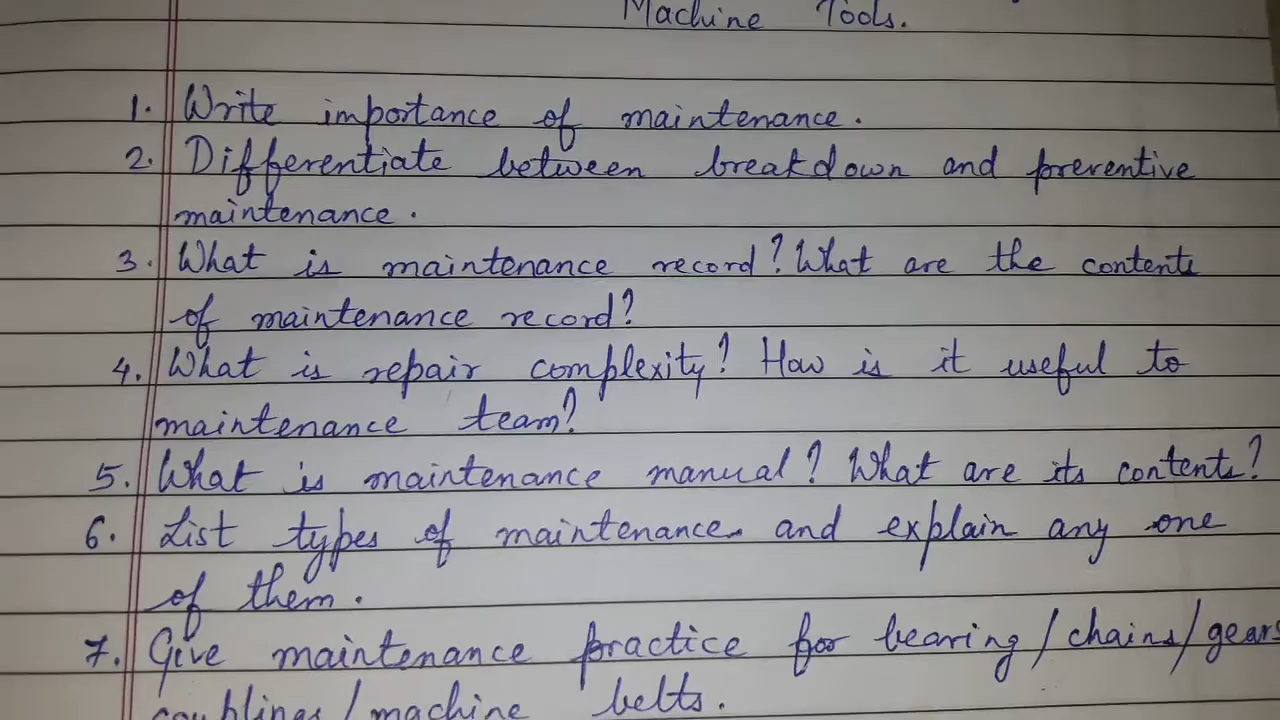 Machine Tools.
1. Write importance of maintenance.
2. Differentiate between breakdown and preventive
maintenance.
3. What is maintenance record? What are the contents
of maintenance record?
4. What is repair complexity? How is it useful to
maintenance team?
5. What is maintenance manual? What are its contents?
6. List types of maintenance. and explain any one
of them.
7. Give maintenance practice for bearing/chains/gears
couplings/machine belts.